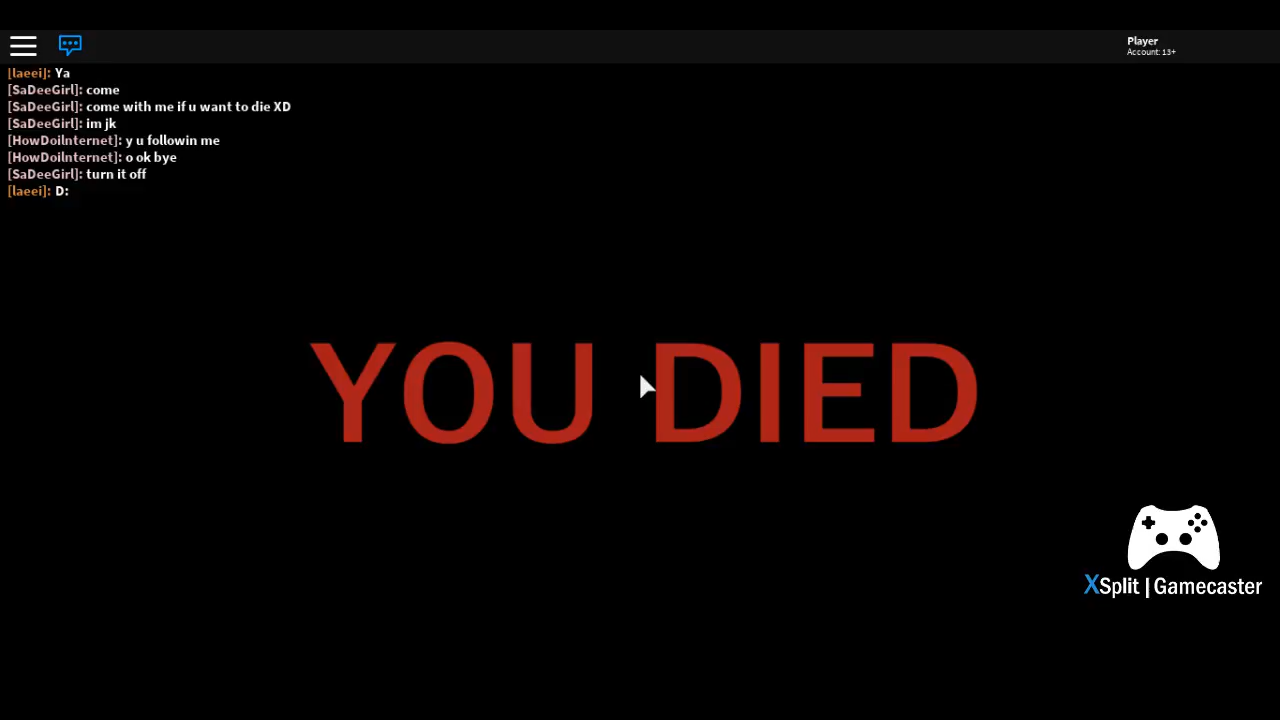 Player
Account: 13+
[laeei]: Ya
[SaDeeGirl]: come
[SaDeeGirl]: come with me if u want to die XD
[SaDeeGirl]: im jk
[HowDoiInternet]: y u followin me
[HowDoiInternet]: o ok bye
[SaDeeGirl]: turn it off
[laeei]: D:
YOU DIED
XSplit | Gamecaster